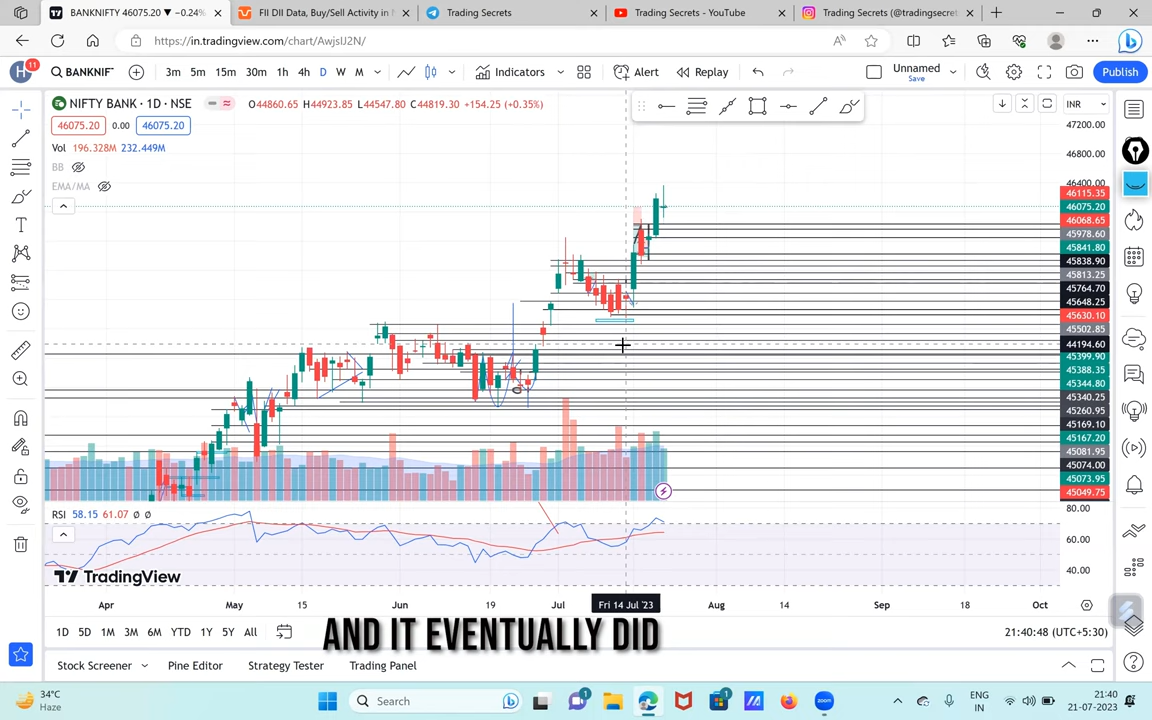 BANKNIFTY 46075.20 ▼ −0.24%
FII DII Data, Buy/Sell Activity in
Trading Secrets
Trading Secrets - YouTube
Trading Secrets (@tradingsecret
https://in.tradingview.com/chart/AwjsIJ2N/
H 11 BANKNIF 3m 5m 15m 30m 1h 4h D W M Indicators Alert Replay Unnamed Save Publish
NIFTY BANK · 1D · NSE O44860.65 H44923.85 L44547.80 C44819.30 +154.25 (+0.35%) INR
46075.20 0.00 46075.20
Vol 196.328M 232.449M
BB
EMA/MA
47200.00
46800.00
46400.00
46115.35
46075.20
46068.65
45978.60
45841.80
45838.90
45813.25
45764.70
45648.25
45630.10
45502.85
44194.60
45399.90
45388.35
45344.80
45340.25
45260.95
45169.10
45167.20
45081.95
45074.00
45073.95
45049.75
RSI 58.15 61.07 Ø Ø
80.00
60.00
40.00
TradingView
Apr May 15 Jun 19 Jul Fri 14 Jul '23 Aug 14 Sep 18 Oct
1D 5D 1M 3M 6M YTD 1Y 5Y All 21:40:48 (UTC+5:30)
AND IT EVENTUALLY DID
Stock Screener Pine Editor Strategy Tester Trading Panel
34°C
Haze
Search
1
1
zoom
ENG
IN
21:40
21-07-2023